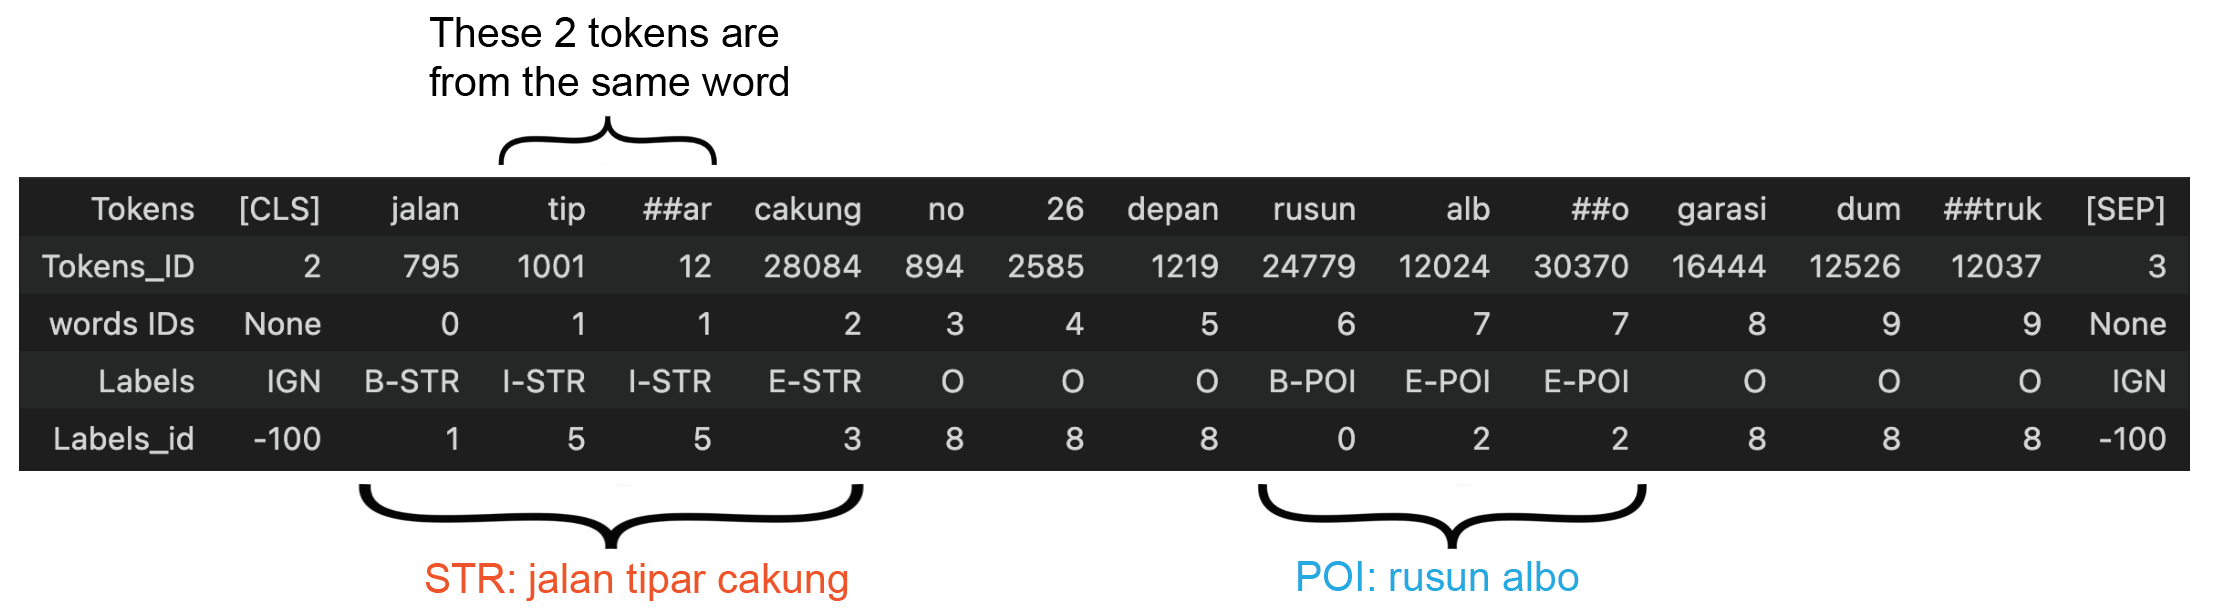 These 2 tokens are
from the same word
Tokens [CLS] jalan tip ##ar cakung no 26 depan rusun alb ##o garasi dum ##truk [SEP]
Tokens_ID 2 795 1001 12 28084 894 2585 1219 24779 12024 30370 16444 12526 12037 3
words IDs None 0 1 1 2 3 4 5 6 7 7 8 9 9 None
Labels IGN B-STR I-STR I-STR E-STR O O O B-POI E-POI E-POI O O O IGN
Labels_id -100 1 5 5 3 8 8 8 0 2 2 8 8 8 -100
STR: jalan tipar cakung
POI: rusun albo